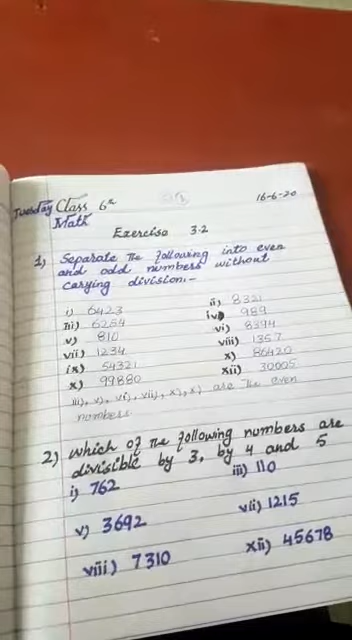 Tuesday Class 6th 16-6-20
Math
Exercise 3.2
1) Separate the following into even
and odd numbers without
carying division:-
i) 6423 ii) 8321
iii) 6254 iv) 989
v) 810 vi) 8394
vii) 1234 viii) 1357
ix) 54321 x) 86420
x) 99880 xii) 30005
iii), v), vi), vii), x), x) are the even
numbers
2) which of the following numbers are
divisible by 3, by 4 and 5
i) 762 iii) 110
v) 3692 vii) 1215
viii) 7310 xii) 45678